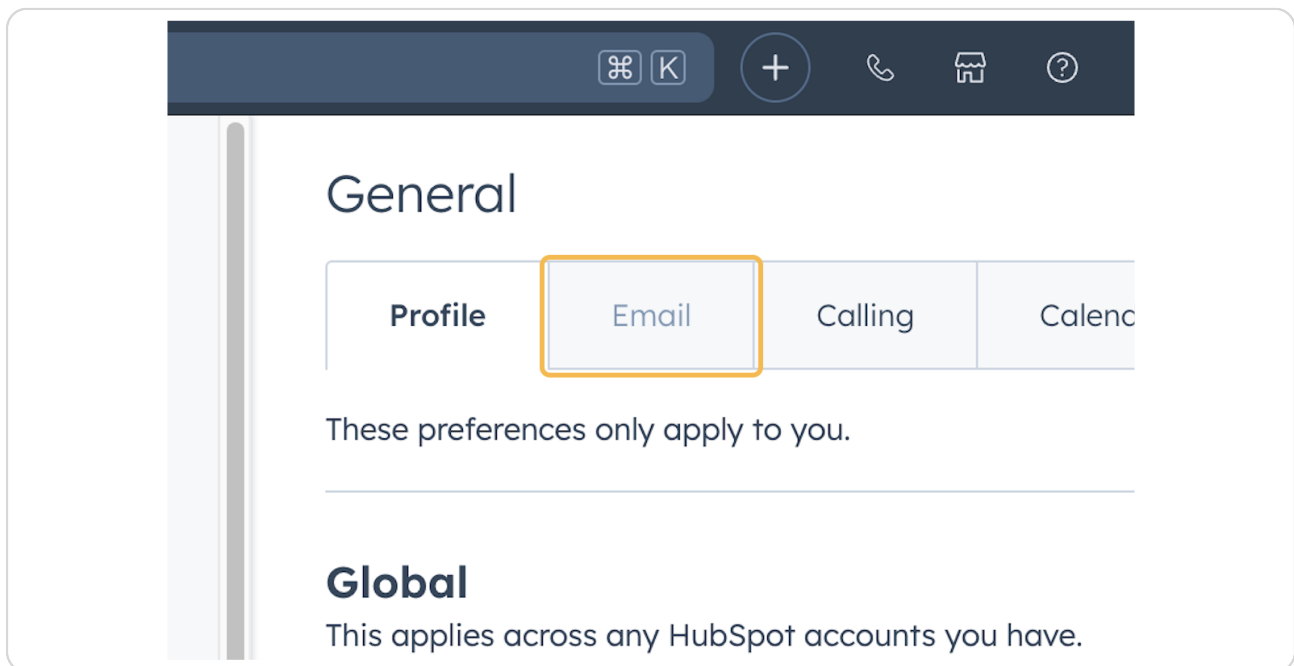 ⌘ K
General
Profile Email Calling Calend
These preferences only apply to you.
Global
This applies across any HubSpot accounts you have.